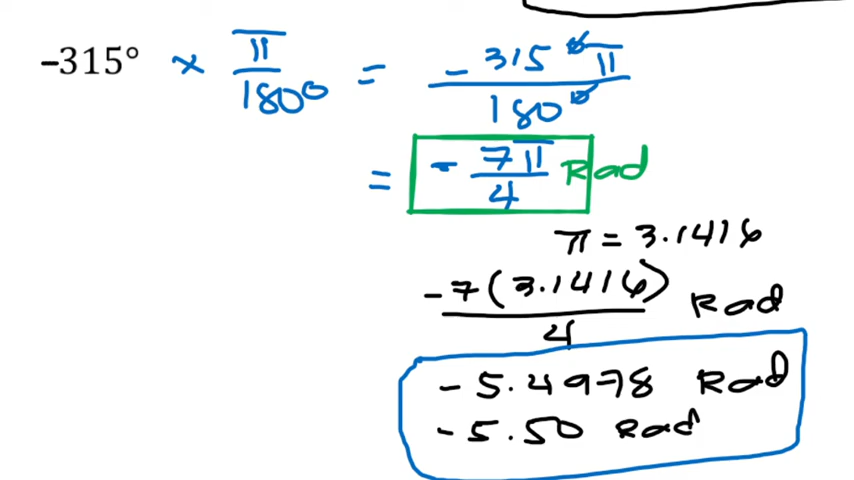 -315° × π/180° = -315°π/180°
= -7π/4 Rad
π = 3.1416
-7(3.1416)/4 Rad
-5.4978 Rad
-5.50 Rad